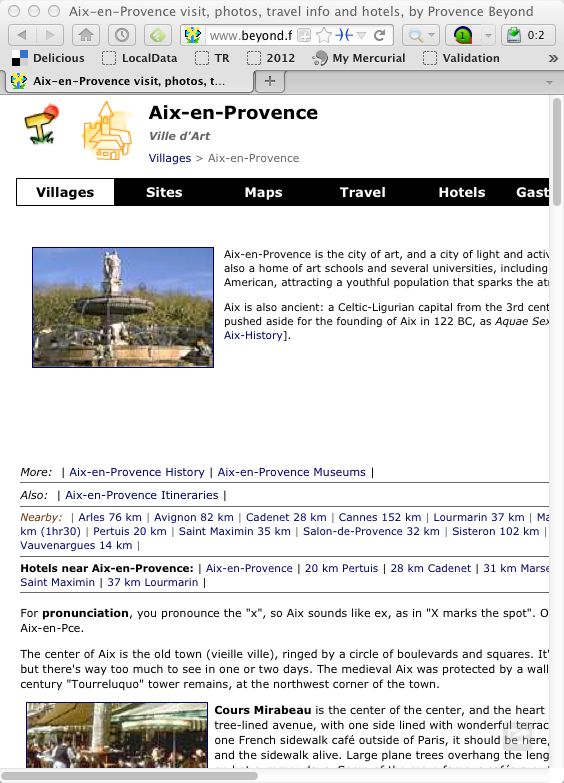 Aix-en-Provence visit, photos, travel info and hotels, by Provence Beyond
www.beyond.f
1
0:2
Delicious LocalData TR 2012 My Mercurial Validation »
Aix-en-Provence visit, photos, t...
Aix-en-Provence
Ville d'Art
Villages > Aix-en-Provence
Villages Sites Maps Travel Hotels Gast
Aix-en-Provence is the city of art, and a city of light and activ
also a home of art schools and several universities, including
American, attracting a youthful population that sparks the at
Aix is also ancient: a Celtic-Ligurian capital from the 3rd cent
pushed aside for the founding of Aix in 122 BC, as Aquae Sex
Aix-History].
More: | Aix-en-Provence History | Aix-en-Provence Museums |
Also: | Aix-en-Provence Itineraries |
Nearby: | Arles 76 km | Avignon 82 km | Cadenet 28 km | Cannes 152 km | Lourmarin 37 km | Ma
km (1hr30) | Pertuis 20 km | Saint Maximin 35 km | Salon-de-Provence 32 km | Sisteron 102 km |
Vauvenargues 14 km |
Hotels near Aix-en-Provence: | Aix-en-Provence | 20 km Pertuis | 28 km Cadenet | 31 km Marse
Saint Maximin | 37 km Lourmarin |
For pronunciation, you pronounce the "x", so Aix sounds like ex, as in "X marks the spot". O
Aix-en-Pce.
The center of Aix is the old town (vieille ville), ringed by a circle of boulevards and squares. It'
but there's way too much to see in one or two days. The medieval Aix was protected by a wall
century "Tourreluquo" tower remains, at the northwest corner of the town.
Cours Mirabeau is the center of the center, and the heart
tree-lined avenue, with one side lined with wonderful terrac
one French sidewalk café outside of Paris, it should be here,
and the sidewalk alive. Large plane trees overhang the leng